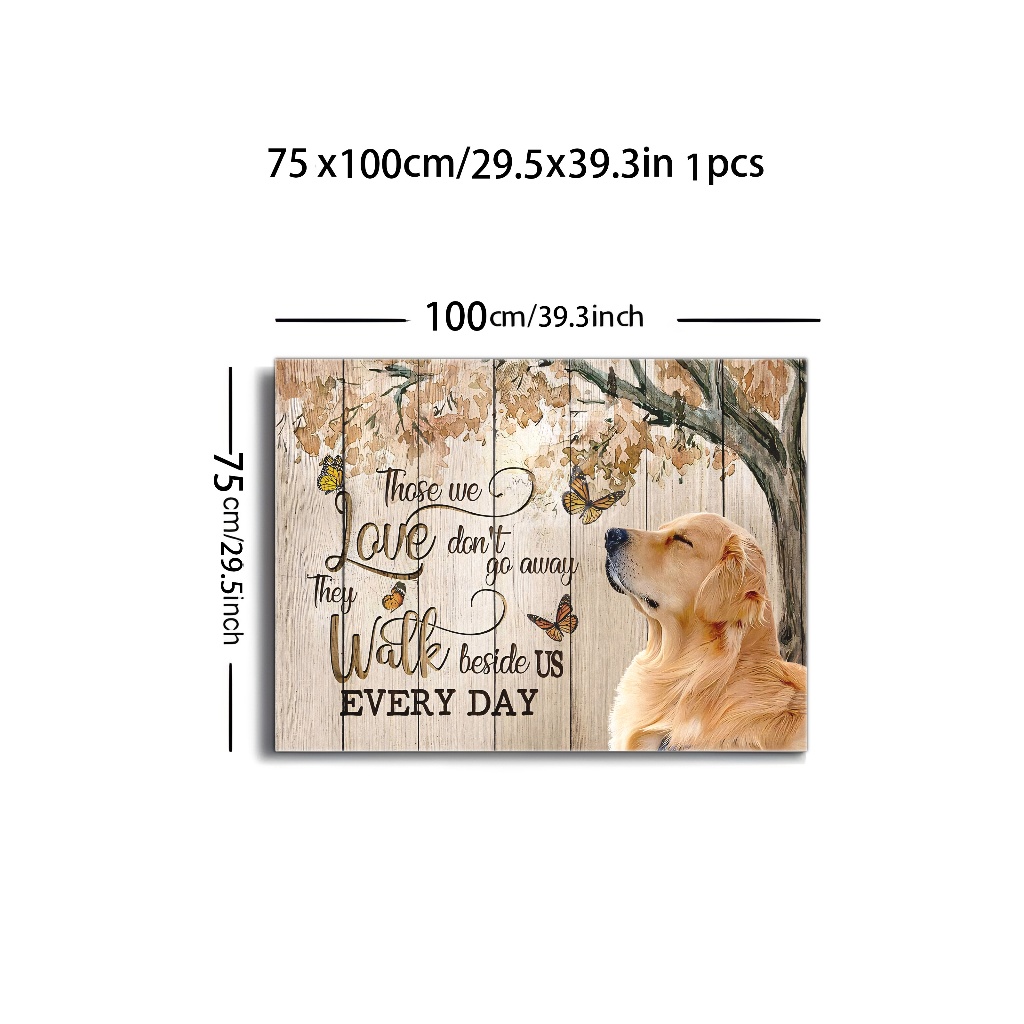 75 x100cm/29.5x39.3in 1pcs
100cm/39.3inch
75cm/29.5inch
Those we
Love don't
go away
They
Walk beside US
EVERY DAY